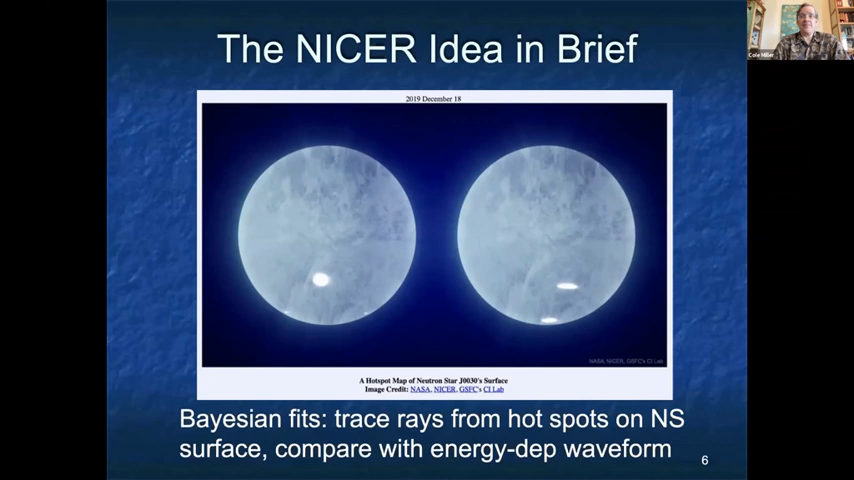 The NICER Idea in Brief
Cole Miller
2019 December 18
NASA, NICER, GSFC's CI Lab
A Hotspot Map of Neutron Star J0030's Surface
Image Credit: NASA, NICER, GSFC's CI Lab
Bayesian fits: trace rays from hot spots on NS
surface, compare with energy-dep waveform
6